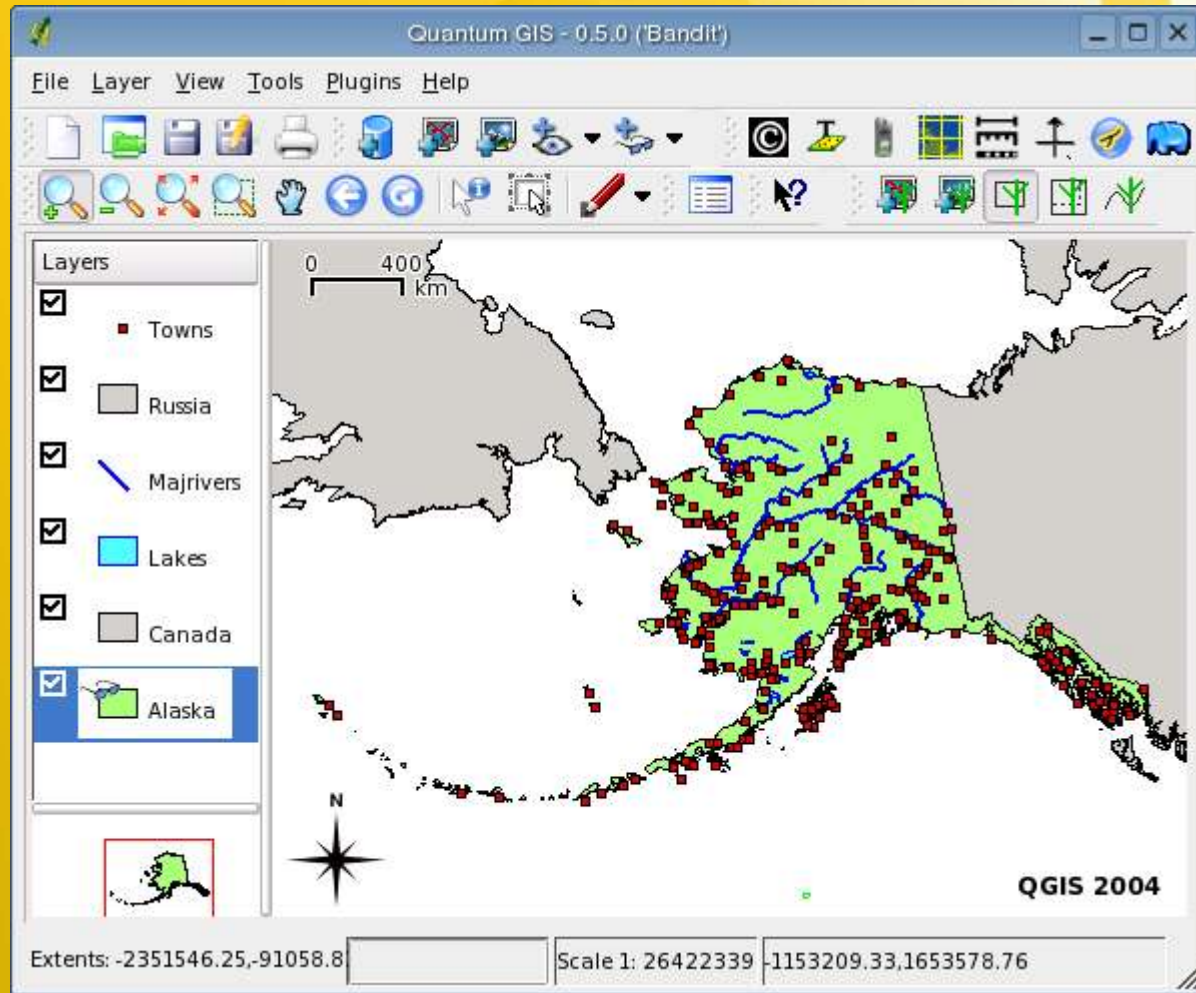 Quantum GIS - 0.5.0 ('Bandit')
File Layer View Tools Plugins Help
Layers
Towns
Russia
Majrivers
Lakes
Canada
Alaska
0 400
km
N
QGIS 2004
Extents: -2351546.25,-91058.8
Scale 1: 26422339
-1153209.33,1653578.76